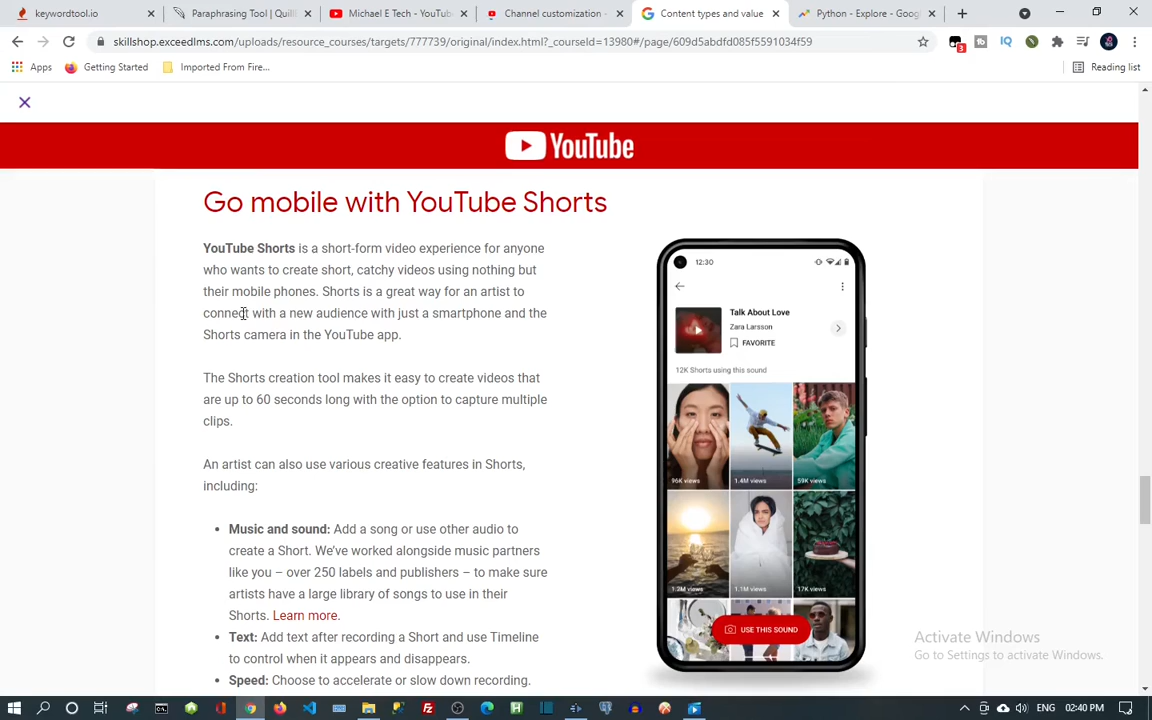 keywordtool.io
Paraphrasing Tool | Quilli
Michael E Tech - YouTub
Channel customization -
Content types and value
Python - Explore - Goog
skillshop.exceedlms.com/uploads/resource_courses/targets/777739/original/index.html?_courseId=13980#/page/609d5abdfd085f5591034f59
3
Apps
Getting Started
Imported From Fire...
Reading list
YouTube
Go mobile with YouTube Shorts
YouTube Shorts is a short-form video experience for anyone
who wants to create short, catchy videos using nothing but
their mobile phones. Shorts is a great way for an artist to
connect with a new audience with just a smartphone and the
Shorts camera in the YouTube app.
The Shorts creation tool makes it easy to create videos that
are up to 60 seconds long with the option to capture multiple
clips.
An artist can also use various creative features in Shorts,
including:
• Music and sound: Add a song or use other audio to
create a Short. We've worked alongside music partners
like you – over 250 labels and publishers – to make sure
artists have a large library of songs to use in their
Shorts. Learn more.
• Text: Add text after recording a Short and use Timeline
to control when it appears and disappears.
• Speed: Choose to accelerate or slow down recording.
12:30
Talk About Love
Zara Larsson
FAVORITE
12K Shorts using this sound
96K views
1.4M views
59K views
1.2M views
1.1M views
17K views
USE THIS SOUND
Activate Windows
Go to Settings to activate Windows.
ENG
02:40 PM